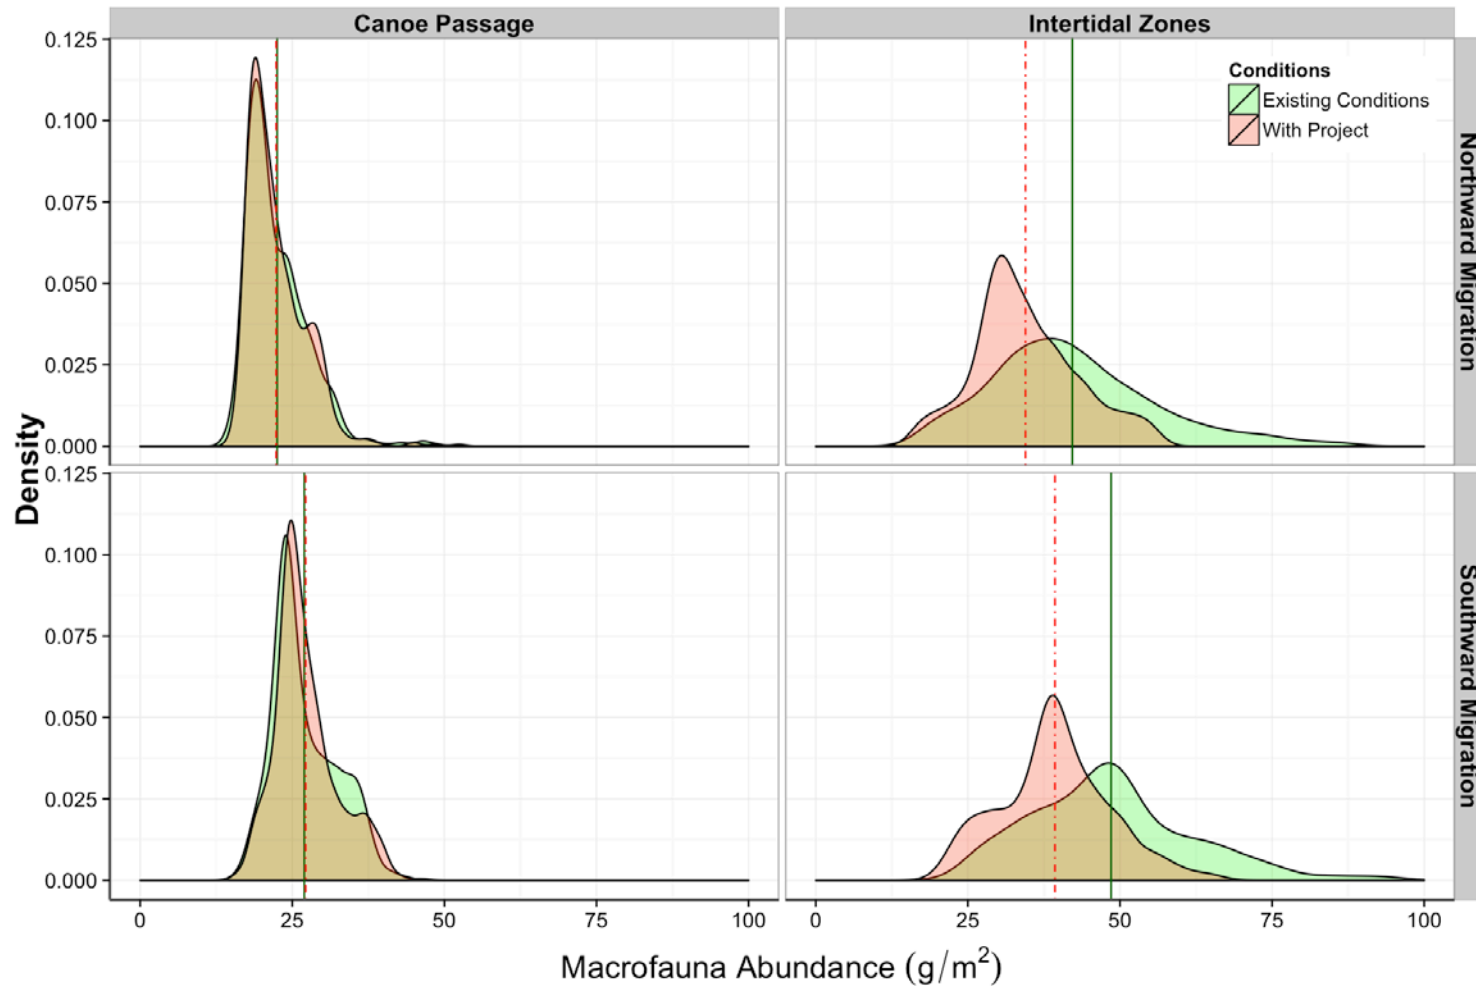 Canoe Passage
Intertidal Zones
0.125
0.100
0.075
0.050
0.025
0.000
Conditions
Existing Conditions
With Project
Northward Migration
0.125
0.100
0.075
0.050
0.025
0.000
Southward Migration
Density
0 25 50 75 100
0 25 50 75 100
Macrofauna Abundance (g/m²)